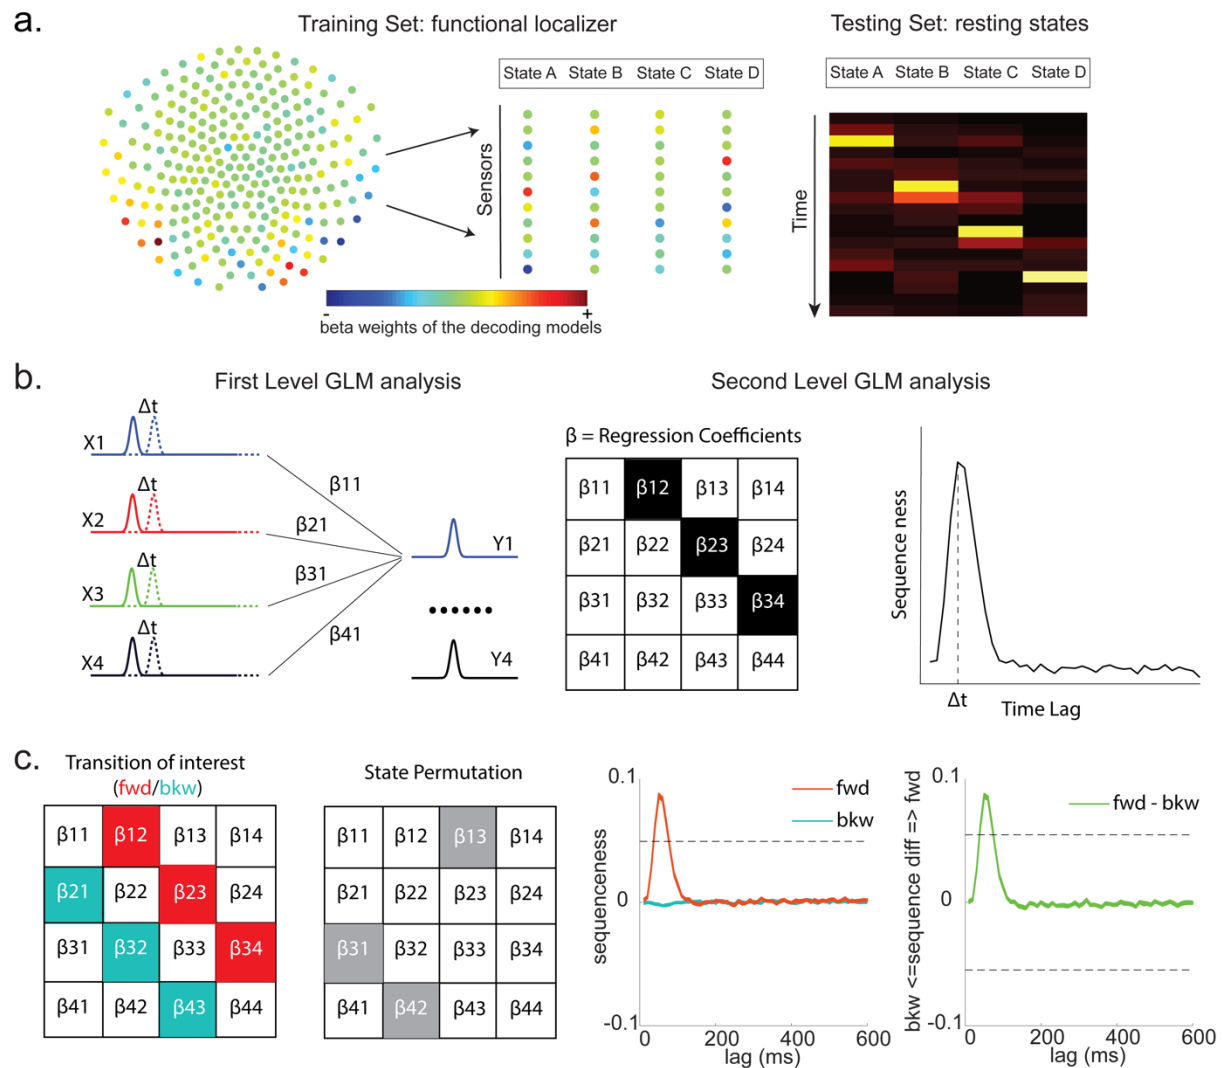 a.
Training Set: functional localizer
Testing Set: resting states
State A State B State C State D
State A State B State C State D
Sensors
Time
- +
beta weights of the decoding models
b.
First Level GLM analysis
Second Level GLM analysis
Δt
X1
Δt
X2
Δt
X3
Δt
X4
β11
β21
β31
β41
Y1
......
Y4
β = Regression Coefficients
β11 β12 β13 β14
β21 β22 β23 β24
β31 β32 β33 β34
β41 β42 β43 β44
Sequence ness
Δt
Time Lag
c.
Transition of interest
(fwd/bkw)
β11 β12 β13 β14
β21 β22 β23 β24
β31 β32 β33 β34
β41 β42 β43 β44
State Permutation
β11 β12 β13 β14
β21 β22 β23 β24
β31 β32 β33 β34
β41 β42 β43 β44
sequenceness
0.1
0
-0.1
fwd
bkw
0 200 400 600
lag (ms)
bkw <=sequence diff => fwd
0.1
0
-0.1
fwd - bkw
0 200 400 600
lag (ms)